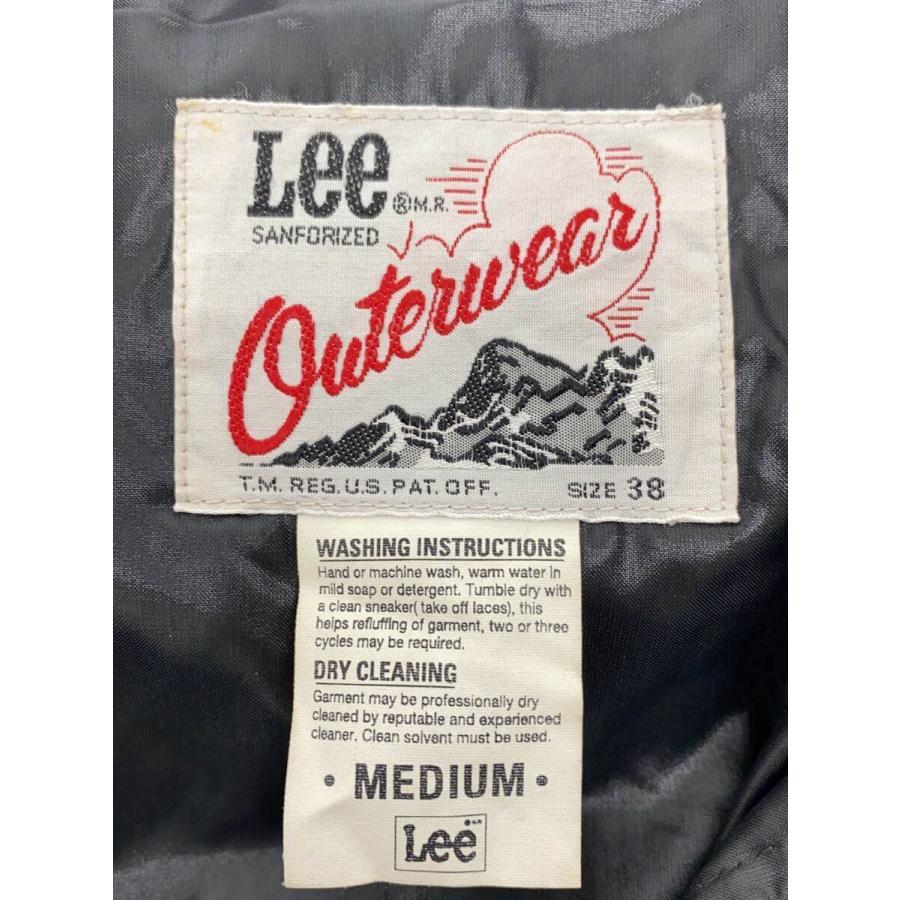 Lee ® M.R.
SANFORIZED
Outerwear
T.M. REG. U.S. PAT. OFF. SIZE 38
WASHING INSTRUCTIONS
Hand or machine wash, warm water in
mild soap or detergent. Tumble dry with
a clean sneaker( take off laces), this
helps refluffing of garment, two or three
cycles may be required.
DRY CLEANING
Garment may be professionally dry
cleaned by reputable and experienced
cleaner. Clean solvent must be used.
• MEDIUM •
Lee ® M.R.